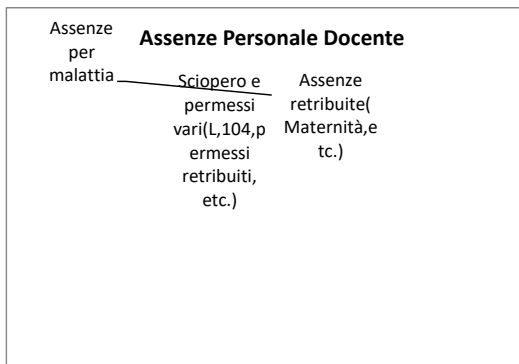 Assenze Personale Docente
Assenze
per
malattia
Sciopero e
permessi
vari(L,104,p
ermessi
retribuiti,
etc.)
Assenze
retribuite(
Maternità,e
tc.)